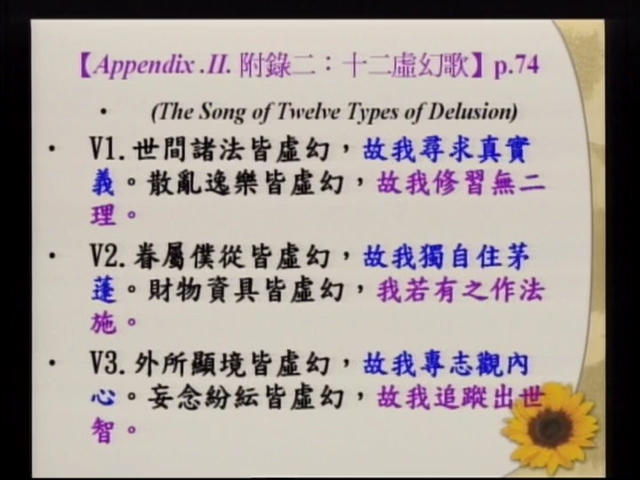 【Appendix .II. 附錄二：十二虛幻歌】p.74
• (The Song of Twelve Types of Delusion)
• V1.世間諸法皆虛幻，故我尋求真實
義。散亂逸樂皆虛幻，故我修習無二
理。
• V2.眷屬僕從皆虛幻，故我獨自住茅
蓬。財物資具皆虛幻，我若有之作法
施。
• V3.外所顯境皆虛幻，故我專志觀內
心。妄念紛紜皆虛幻，故我追蹤出世
智。